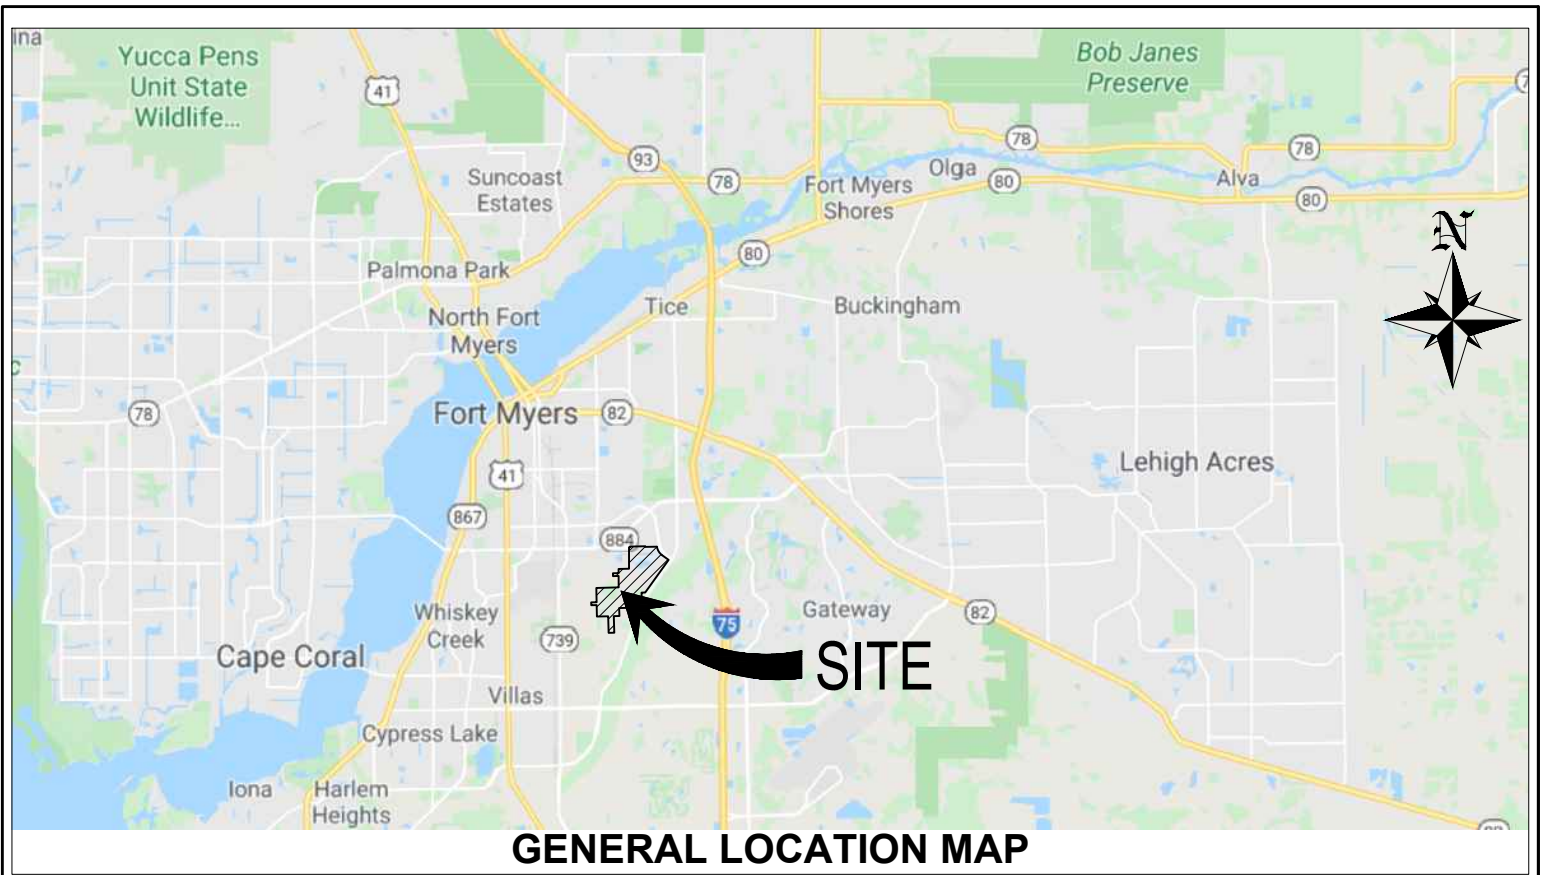 ina
Yucca Pens
Unit State
Wildlife...
Bob Janes
Preserve
41
93
78
78
78
Suncoast
Estates
Fort Myers
Shores
Olga
80
Alva
80
N
Palmona Park
80
Tice
Buckingham
North Fort
Myers
c
78
Fort Myers
82
41
Lehigh Acres
867
884
Whiskey
Creek
739
75
Gateway
82
Cape Coral
SITE
Villas
Cypress Lake
Iona
Harlem
Heights
GENERAL LOCATION MAP